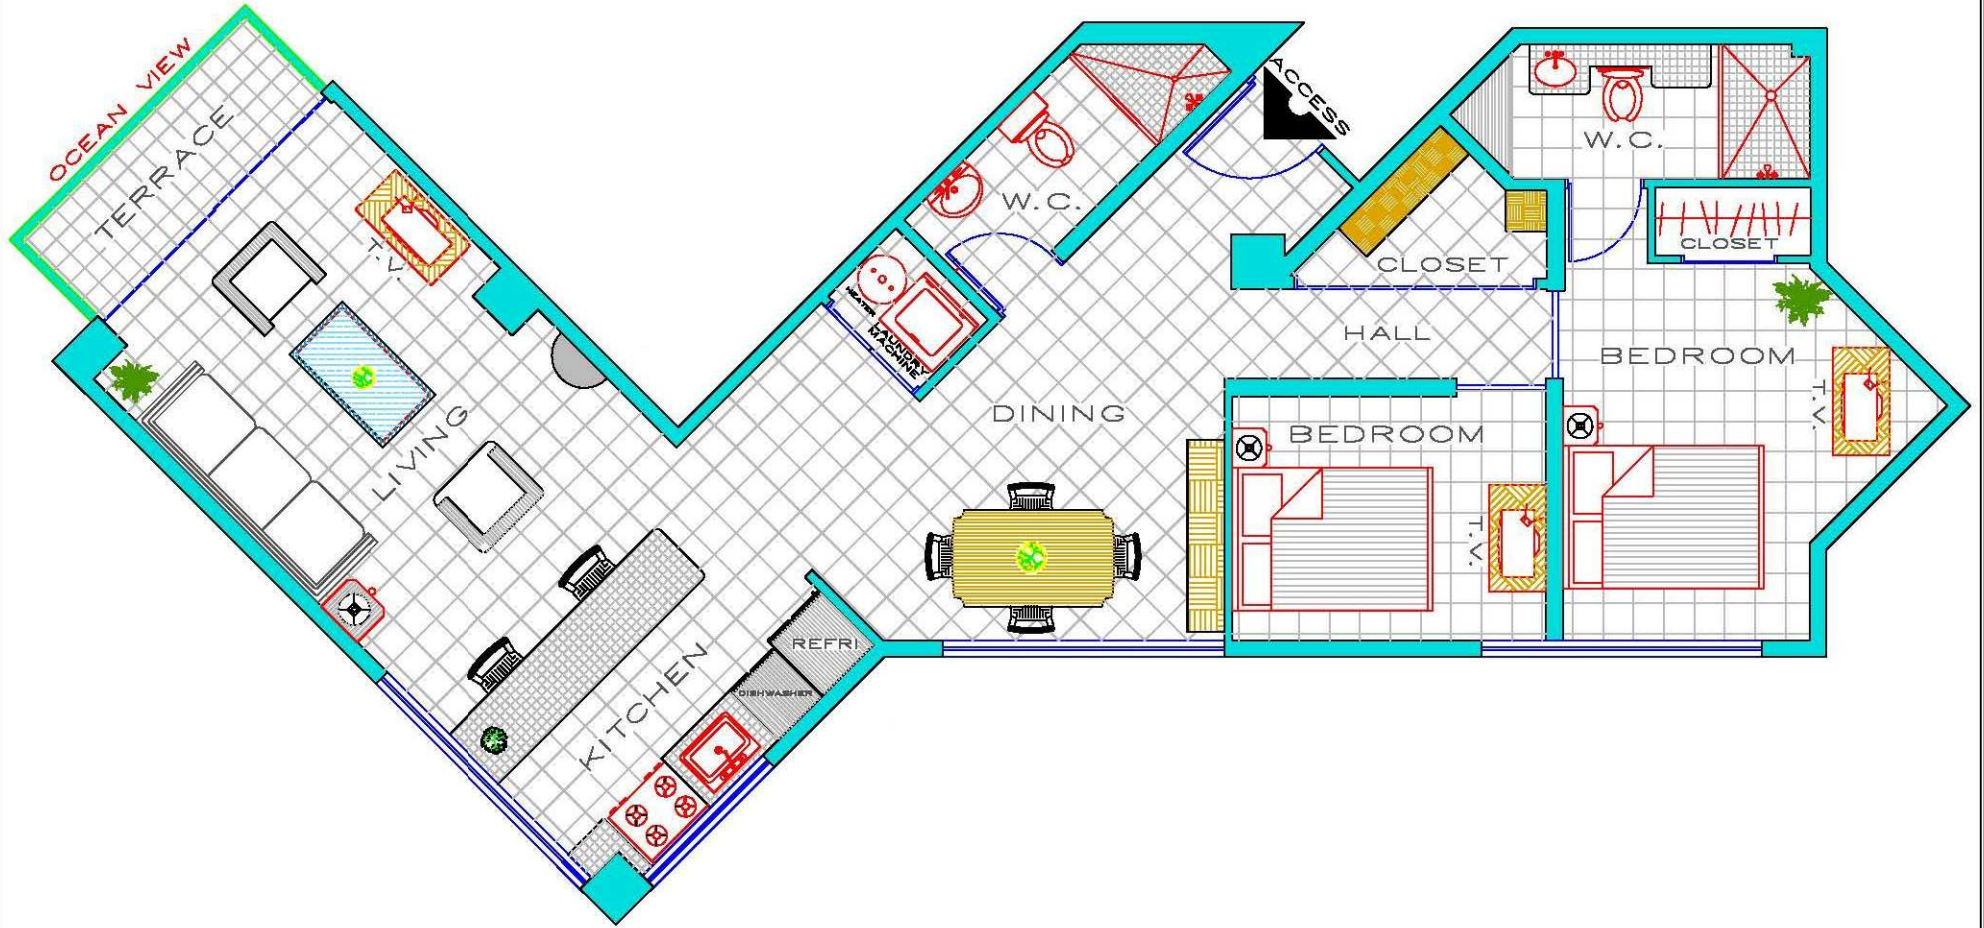 OCEAN VIEW
TERRACE
T.V.
LIVING
KITCHEN
REFRI
DISHWASHER
W.C.
HEATER
LAUNDRY
MACHINE
DINING
ACCESS
CLOSET
HALL
BEDROOM
T.V.
W.C.
CLOSET
BEDROOM
T.V.